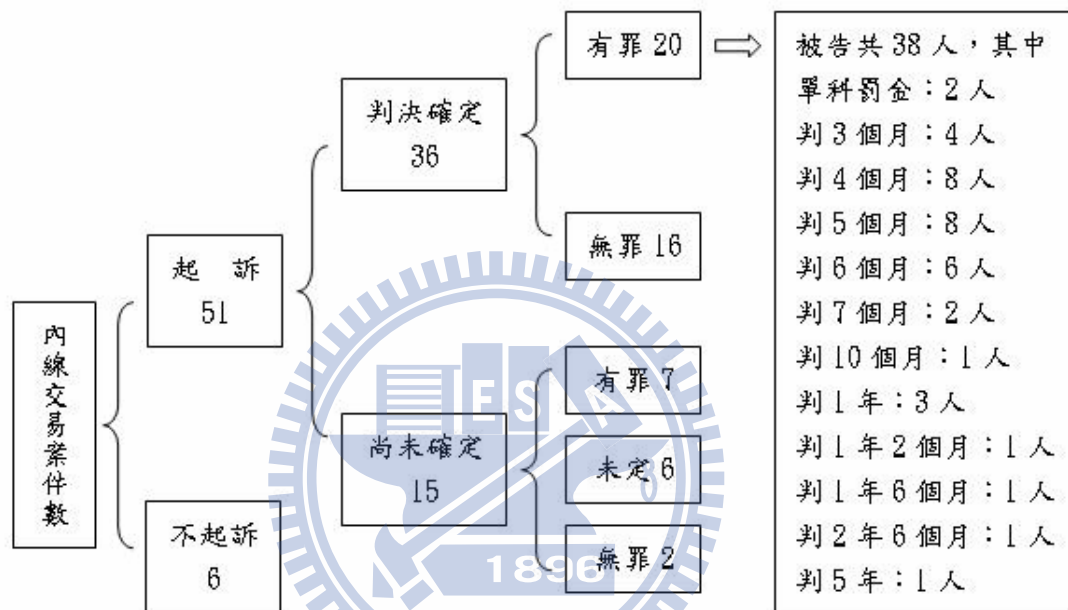 內線交易案件數
起 訴
51
不起訴
6
判決確定
36
尚未確定
15
有罪 20
無罪 16
有罪 7
未定 6
無罪 2
被告共 38 人，其中
單科罰金：2 人
判 3 個月：4 人
判 4 個月：8 人
判 5 個月：8 人
判 6 個月：6 人
判 7 個月：2 人
判 10 個月：1 人
判 1 年：3 人
判 1 年 2 個月：1 人
判 1 年 6 個月：1 人
判 2 年 6 個月：1 人
判 5 年：1 人
ES
1896